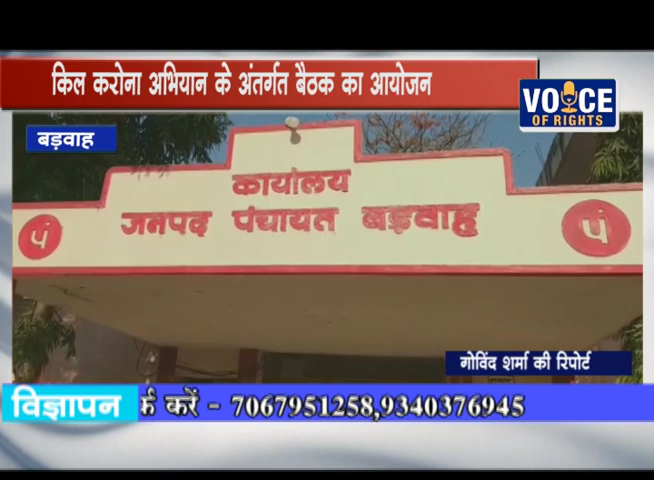 किल करोना अभियान के अंतर्गत बैठक का आयोजन
VOICE
OF RIGHTS
बड़वाह
कार्यालय
जनपद पंचायत बड़वाह
पं
पं
गोविंद शर्मा की रिपोर्ट
विज्ञापन र्क करें - 7067951258,9340376945